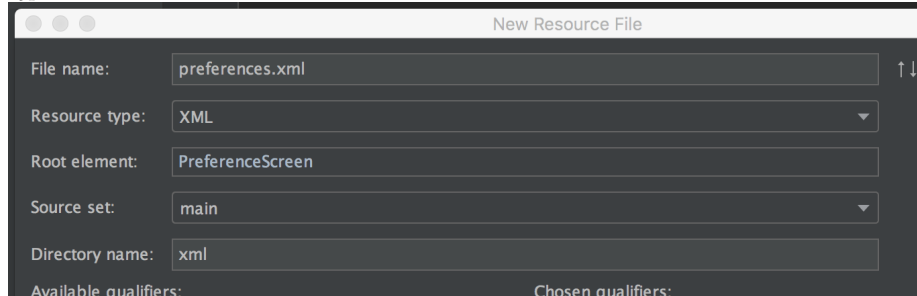 New Resource File
File name: preferences.xml
Resource type: XML
Root element: PreferenceScreen
Source set: main
Directory name: xml
Available qualifiers: Chosen qualifiers: